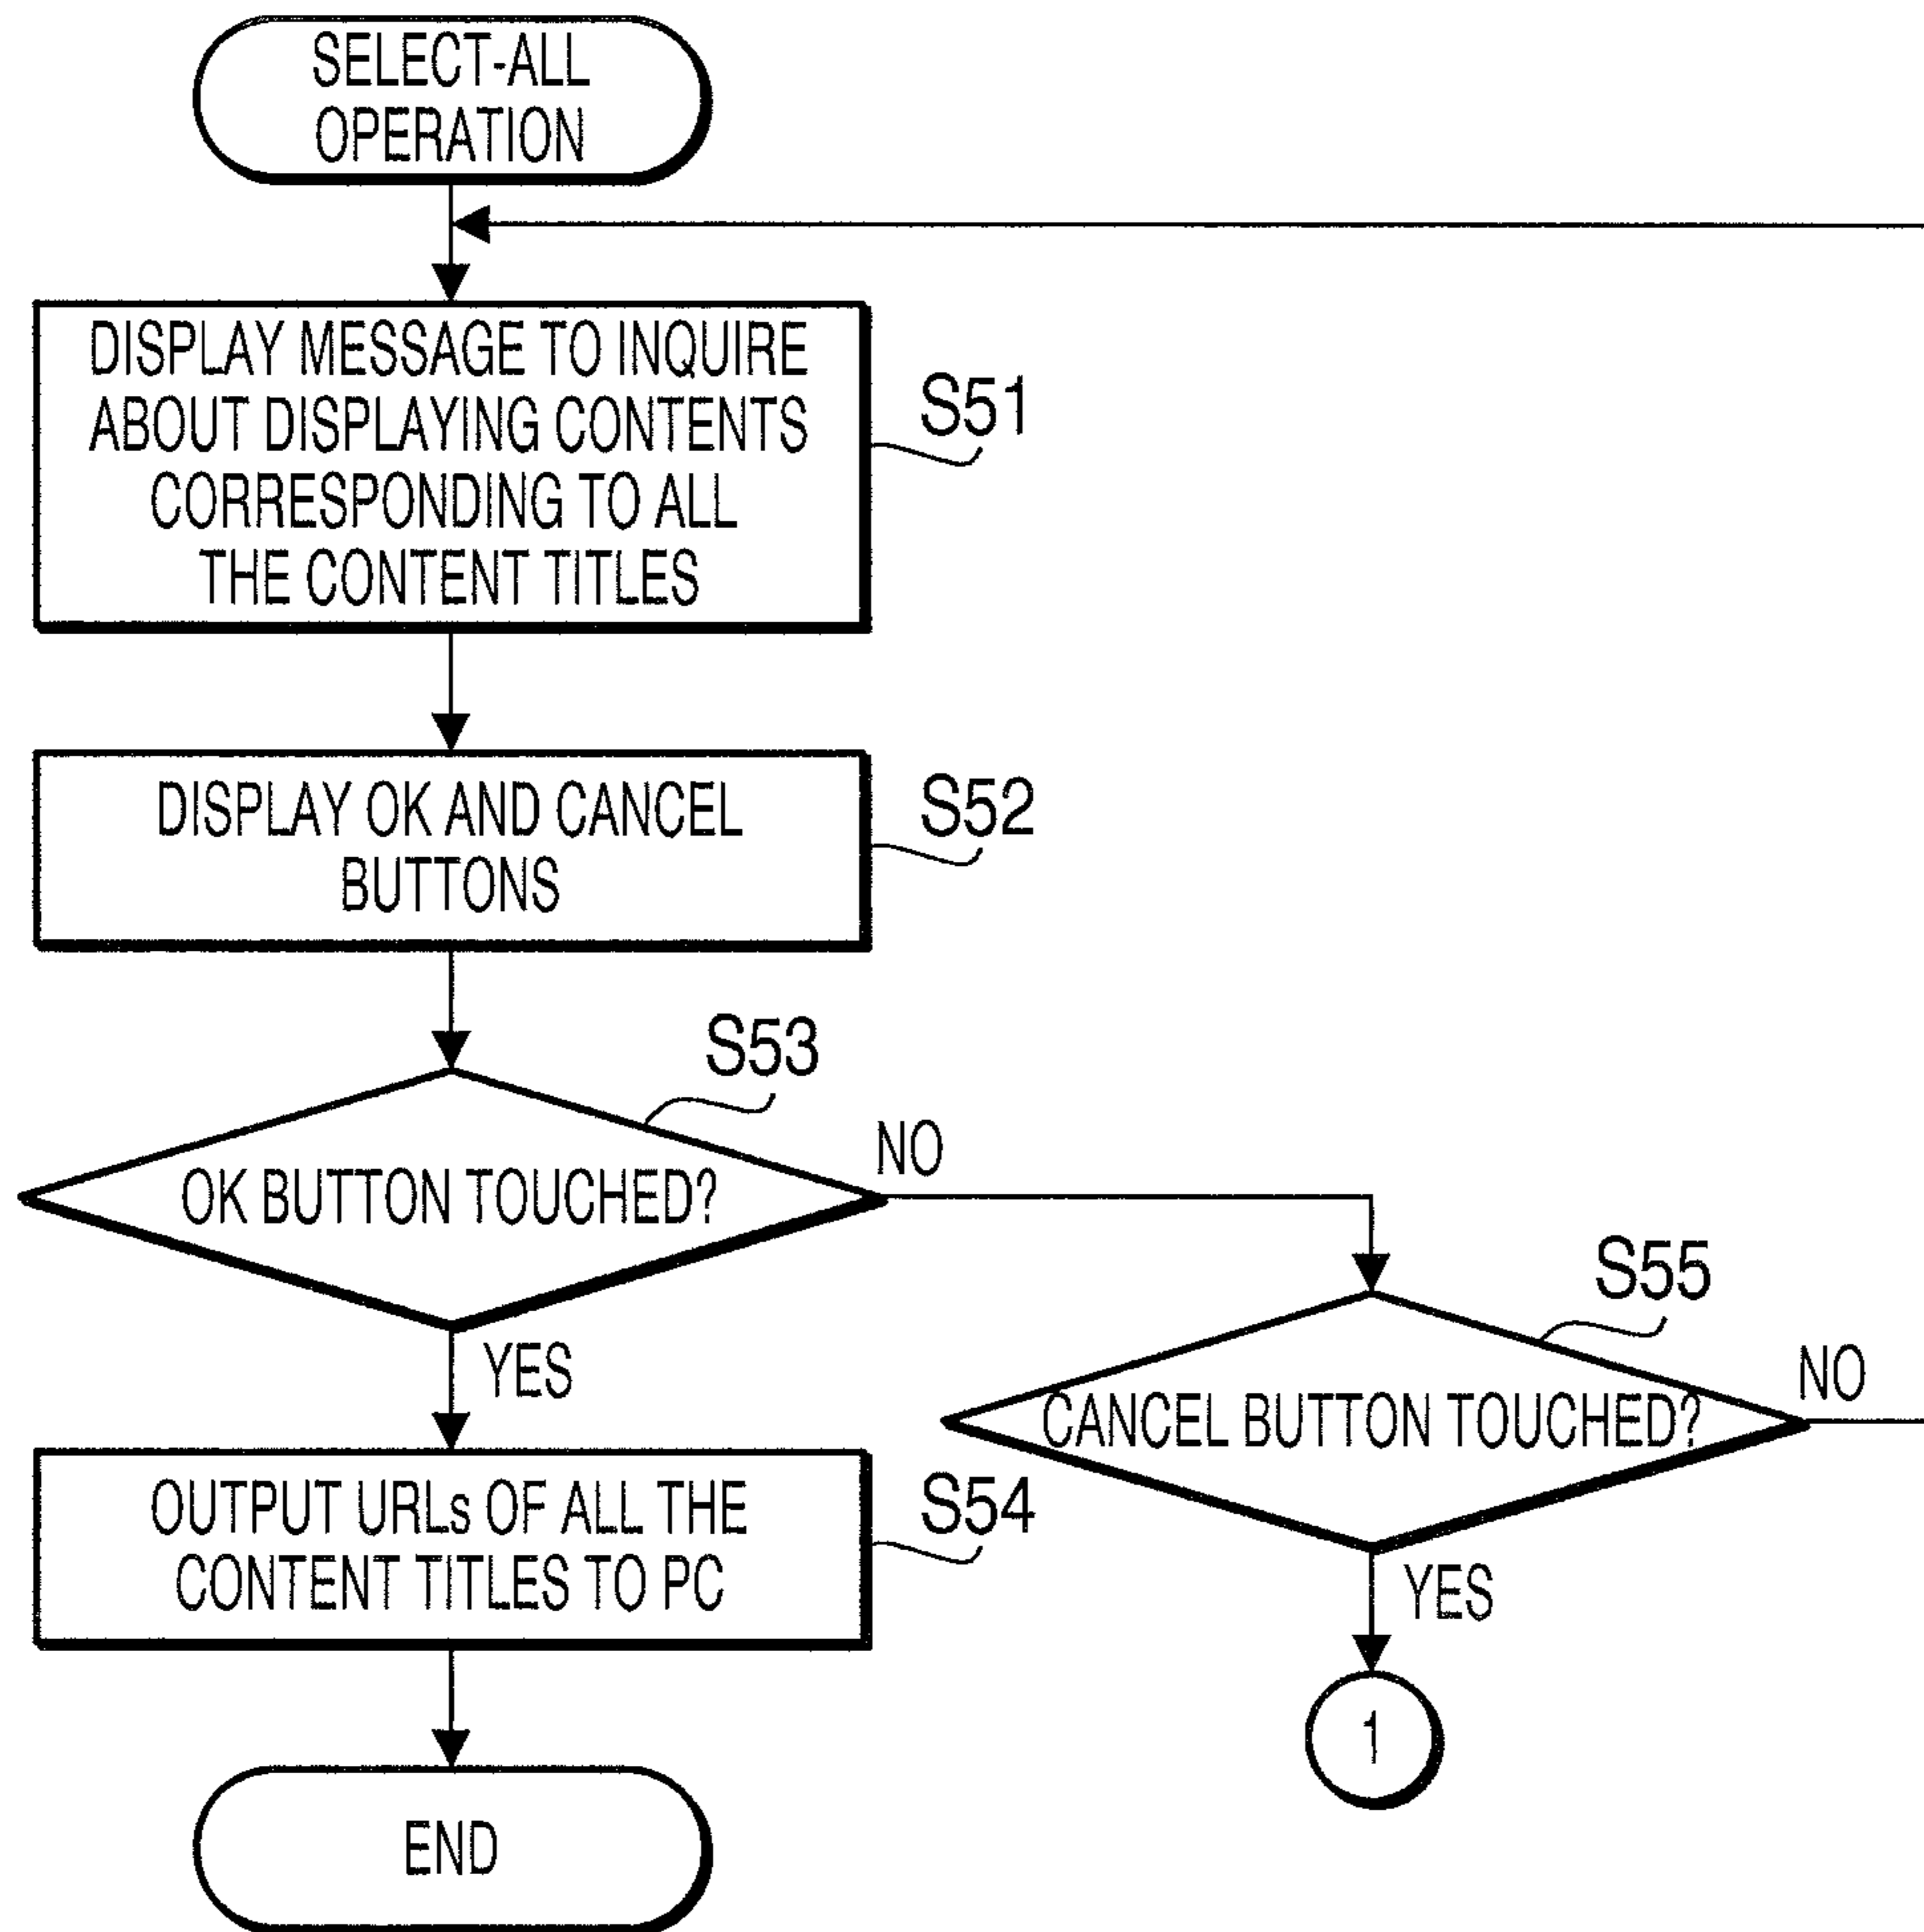 SELECT-ALL
OPERATION
DISPLAY MESSAGE TO INQUIRE
ABOUT DISPLAYING CONTENTS
CORRESPONDING TO ALL
THE CONTENT TITLES
S51
DISPLAY OK AND CANCEL
BUTTONS
S52
S53
OK BUTTON TOUCHED?
NO
YES
S55
CANCEL BUTTON TOUCHED?
NO
YES
OUTPUT URLs OF ALL THE
CONTENT TITLES TO PC
S54
1
END